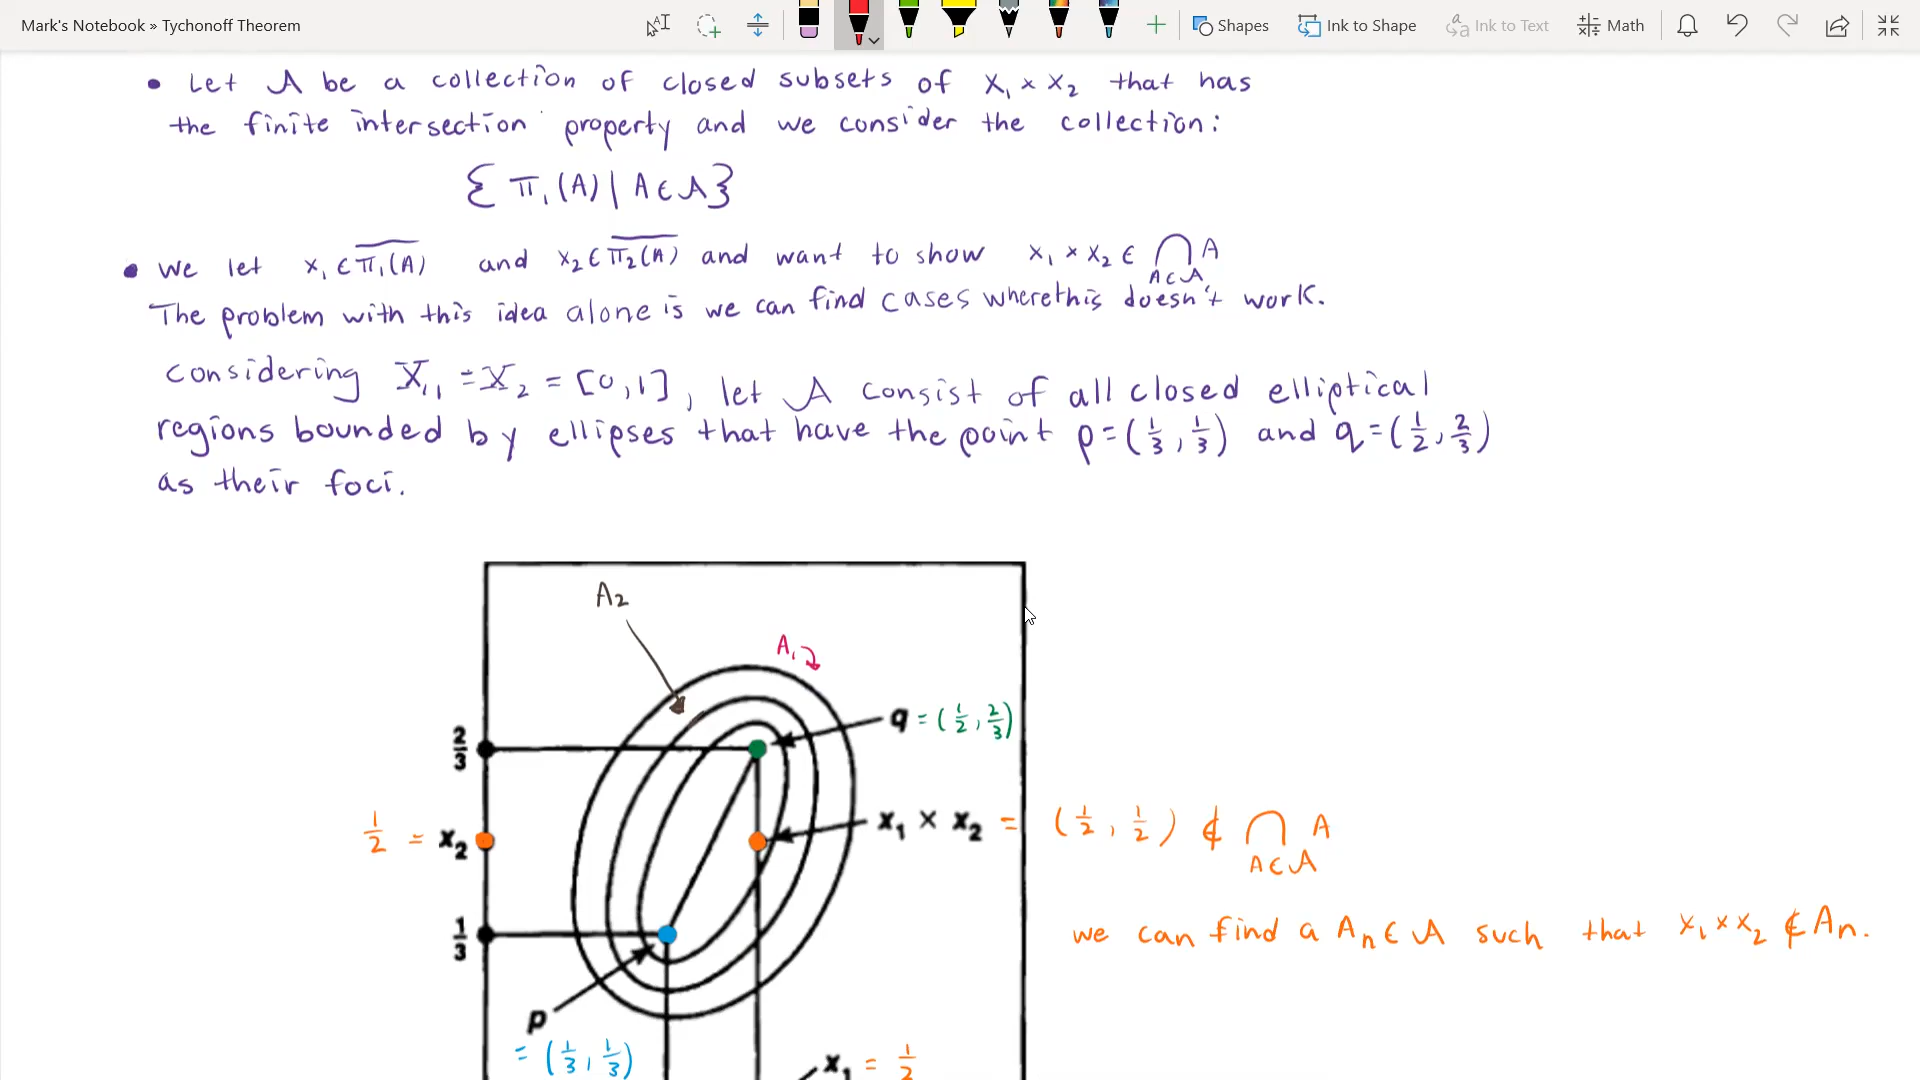 Mark's Notebook » Tychonoff Theorem
Shapes
Ink to Shape
Ink to Text
Math
• Let 𝒜 be a collection of closed subsets of X₁ × X₂ that has
the finite intersection property and we consider the collection:
{ π₁(A) | A ∈ 𝒜 }
• we let x₁ ∈ \overline{π₁(A)} and x₂ ∈ \overline{π₂(A)} and want to show x₁ × x₂ ∈ ⋂_{A∈𝒜} A
The problem with this idea alone is we can find cases where this doesn't work.
considering X₁₁ = X₂ = [0,1], let 𝒜 consist of all closed elliptical
regions bounded by ellipses that have the point p = (1/3, 1/3) and q = (1/2, 2/3)
as their foci.
A₂
A₁
2/3
q = (1/2, 2/3)
1/2 = x₂
x₁ × x₂ = (1/2, 1/2) ∉ ⋂_{A∈𝒜} A
1/3
we can find a Aₙ ∈ 𝒜 such that x₁ × x₂ ∉ Aₙ.
p
= (1/3, 1/3)
x₁ = 1/2